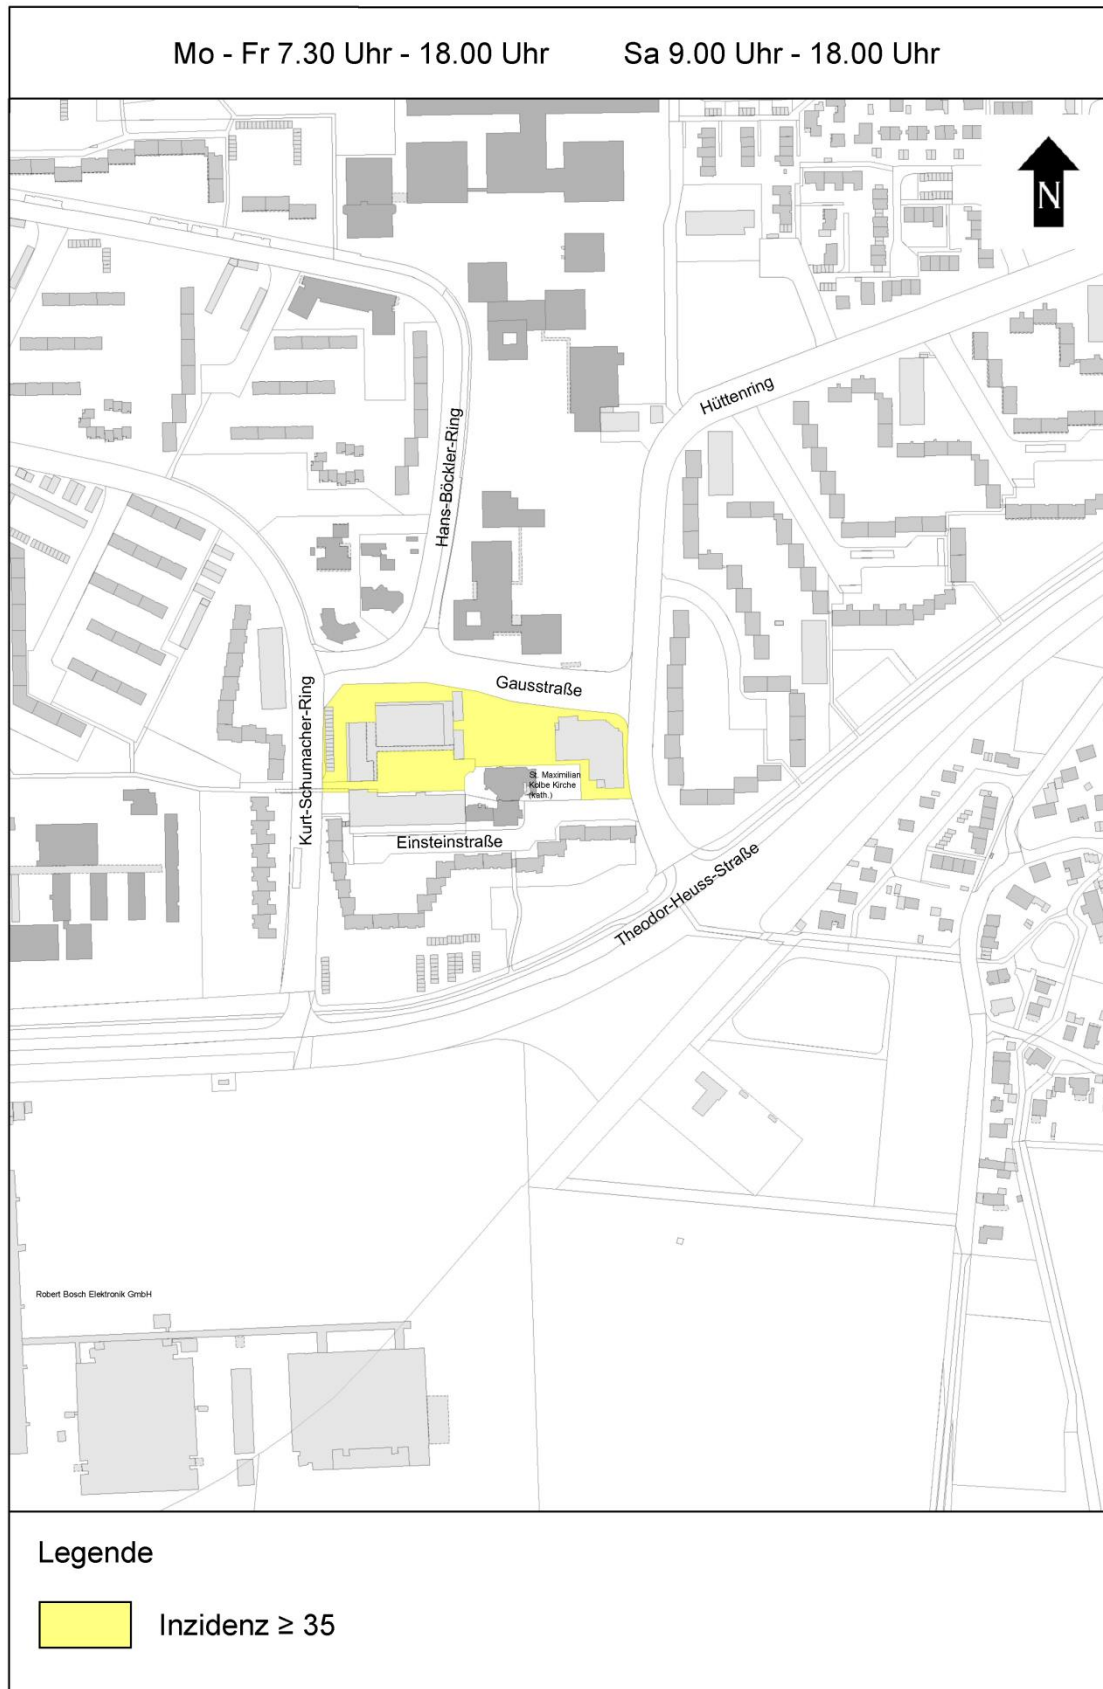 Mo - Fr 7.30 Uhr - 18.00 Uhr Sa 9.00 Uhr - 18.00 Uhr
N
Hüttenring
Hans-Böckler-Ring
Gausstraße
Kurt-Schumacher-Ring
St. Maximilian
Kolbe Kirche
(kath.)
Einsteinstraße
Theodor-Heuss-Straße
Robert Bosch Elektronik GmbH
Legende
Inzidenz ≥ 35